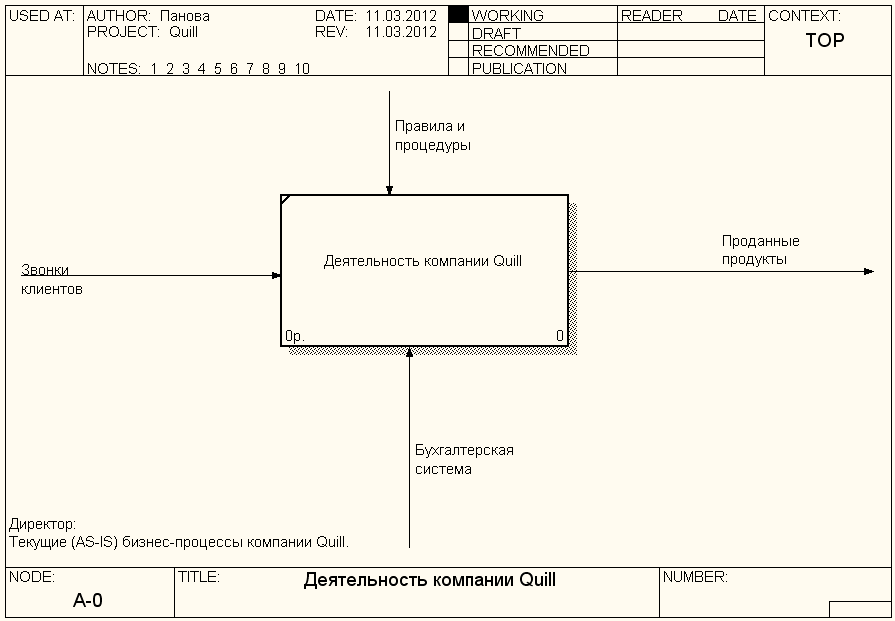 USED AT:
AUTHOR: Панова
DATE: 11.03.2012
PROJECT: Quill
REV: 11.03.2012
NOTES: 1 2 3 4 5 6 7 8 9 10
WORKING
DRAFT
RECOMMENDED
PUBLICATION
READER DATE
CONTEXT:
TOP
Правила и
процедуры
Звонки
клиентов
Деятельность компании Quill
0р. 0
Проданные
продукты
Бухгалтерская
система
Директор:
Текущие (AS-IS) бизнес-процессы компании Quill.
NODE:
A-0
TITLE:
Деятельность компании Quill
NUMBER: